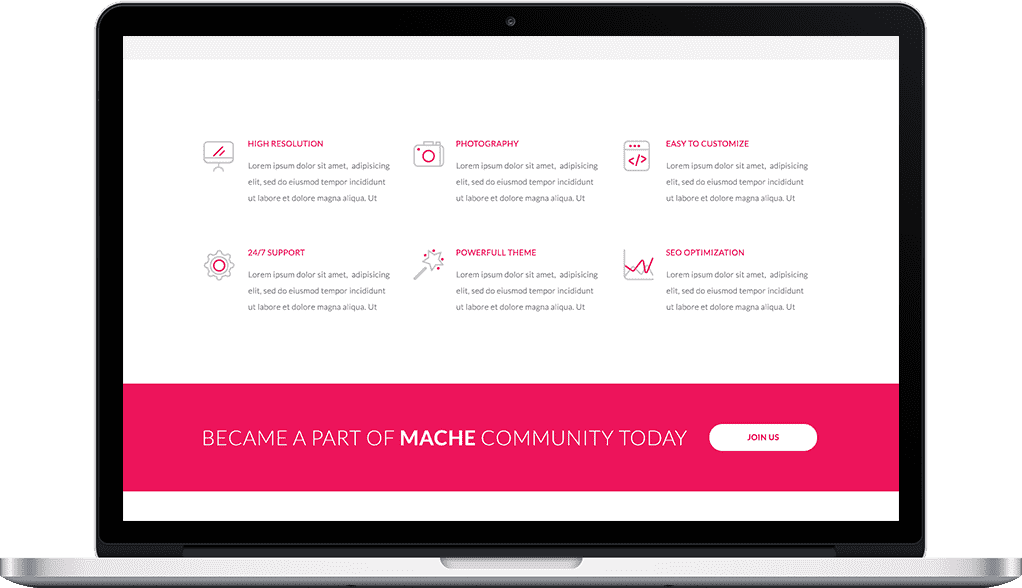 HIGH RESOLUTION
Lorem ipsum dolor sit amet, adipisicing
elit, sed do eiusmod tempor incididunt
ut labore et dolore magna aliqua. Ut
PHOTOGRAPHY
Lorem ipsum dolor sit amet, adipisicing
elit, sed do eiusmod tempor incididunt
ut labore et dolore magna aliqua. Ut
EASY TO CUSTOMIZE
Lorem ipsum dolor sit amet, adipisicing
elit, sed do eiusmod tempor incididunt
ut labore et dolore magna aliqua. Ut
24/7 SUPPORT
Lorem ipsum dolor sit amet, adipisicing
elit, sed do eiusmod tempor incididunt
ut labore et dolore magna aliqua. Ut
POWERFULL THEME
Lorem ipsum dolor sit amet, adipisicing
elit, sed do eiusmod tempor incididunt
ut labore et dolore magna aliqua. Ut
SEO OPTIMIZATION
Lorem ipsum dolor sit amet, adipisicing
elit, sed do eiusmod tempor incididunt
ut labore et dolore magna aliqua. Ut
BECAME A PART OF MACHE COMMUNITY TODAY
JOIN US